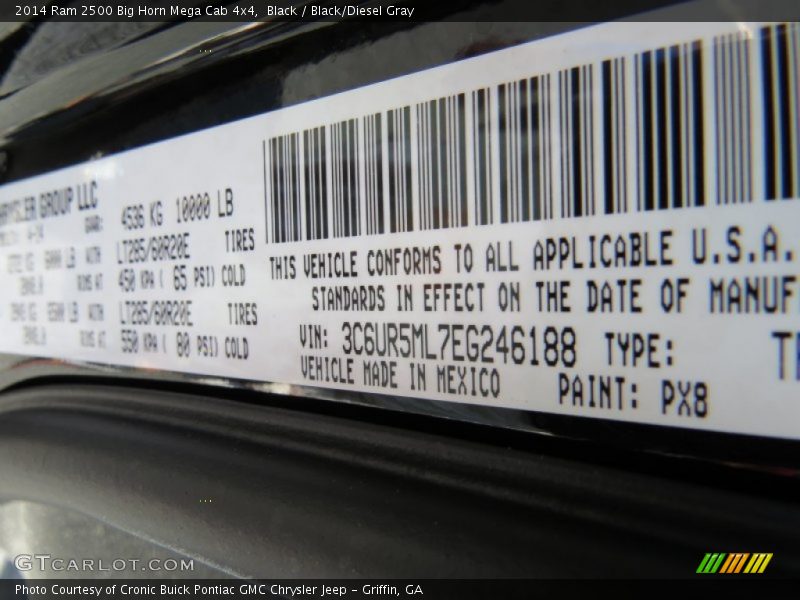 2014 Ram 2500 Big Horn Mega Cab 4x4, Black / Black/Diesel Gray
GROUP LLC
4536 KG 10000 LB
LT285/60R20E TIRES
450 KPA ( 65 PSI) COLD
LT285/60R20E TIRES
550 KPA ( 80 PSI) COLD
THIS VEHICLE CONFORMS TO ALL APPLICABLE U.S.A.
STANDARDS IN EFFECT ON THE DATE OF MANUF
VIN: 3C6UR5ML7EG246188 TYPE:
VEHICLE MADE IN MEXICO PAINT: PX8
GTCARLOT.COM
Photo Courtesy of Cronic Buick Pontiac GMC Chrysler Jeep - Griffin, GA